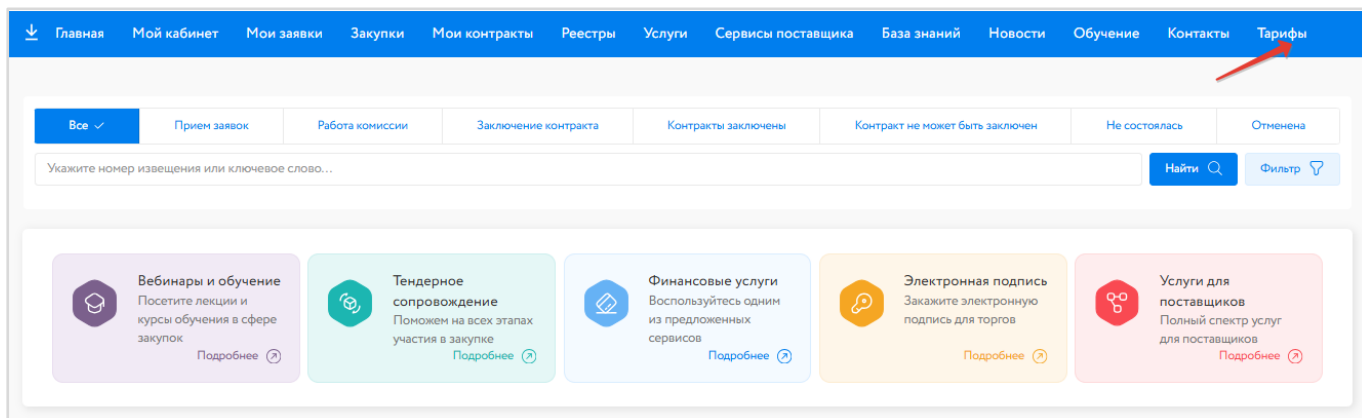 Главная Мой кабинет Мои заявки Закупки Мои контракты Реестры Услуги Сервисы поставщика База знаний Новости Обучение Контакты Тарифы
Все Прием заявок Работа комиссии Заключение контракта Контракты заключены Контракт не может быть заключен Не состоялась Отменена
Укажите номер извещения или ключевое слово...
Найти
Фильтр
Вебинары и обучение
Посетите лекции и
курсы обучения в сфере
закупок
Подробнее
Тендерное
сопровождение
Поможем на всех этапах
участия в закупке
Подробнее
Финансовые услуги
Воспользуйтесь одним
из предложенных
сервисов
Подробнее
Электронная подпись
Закажите электронную
подпись для торгов
Подробнее
Услуги для
поставщиков
Полный спектр услуг
для поставщиков
Подробнее